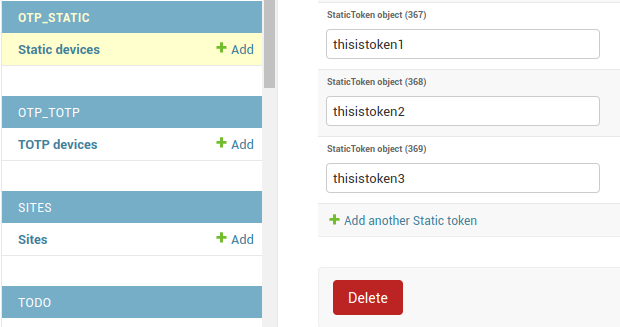 OTP_STATIC
Static devices
Add
OTP_TOTP
TOTP devices
Add
SITES
Sites
Add
TODO
StaticToken object (367)
thisistoken1
StaticToken object (368)
thisistoken2
StaticToken object (369)
thisistoken3
Add another Static token
Delete